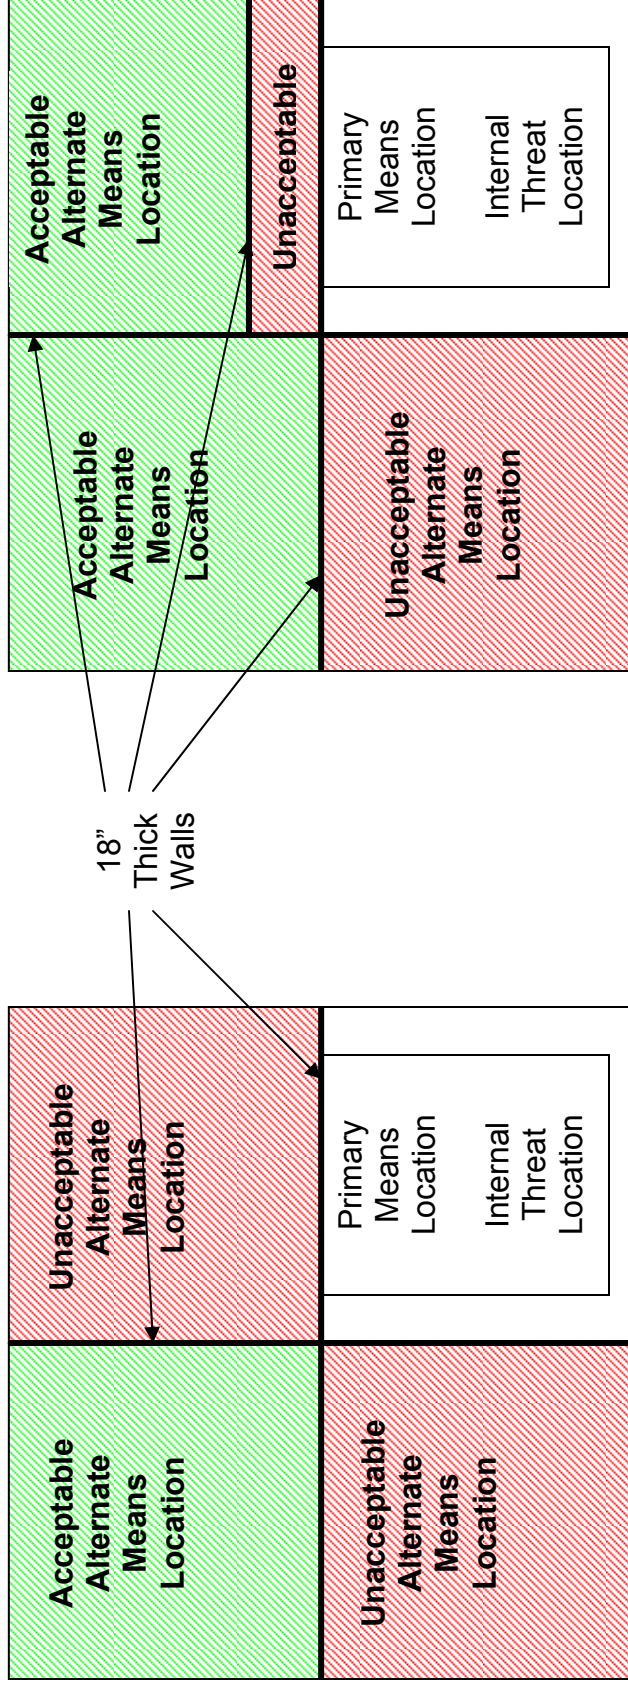 Acceptable
Alternate
Means
Location
Unacceptable
Alternate
Means
Location
Unacceptable
Alternate
Means
Location
Primary
Means
Location
Internal
Threat
Location
18”
Thick
Walls
Acceptable
Alternate
Means
Location
Acceptable
Alternate
Means
Location
Unacceptable
Unacceptable
Alternate
Means
Location
Primary
Means
Location
Internal
Threat
Location